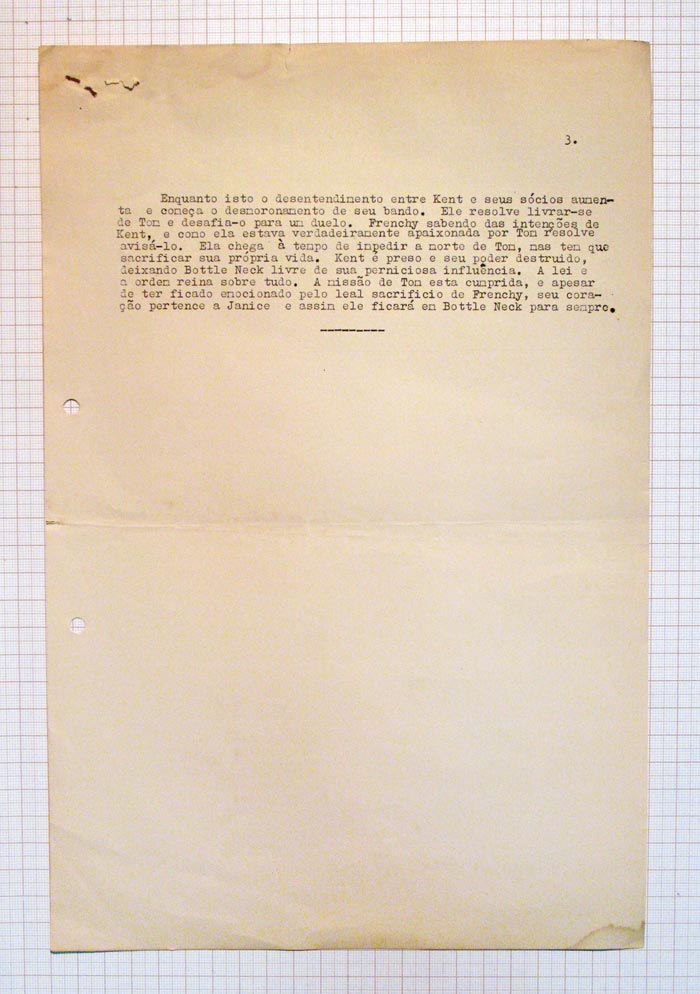 3.
Enquanto isto o desentendimento entre Kent e seus sócios aumen-
ta e começa o desmoronamento de seu bando. Ele resolve livrar-se
de Tom e desafia-o para um duelo. Frenchy sabendo das intenções de
Kent, e como ela estava verdadeiramente apaixonada por Tom resolve
avisá-lo. Ela chega à tempo de impedir a morte de Tom, mas tem que
sacrificar sua própria vida. Kent é preso e seu poder destruido,
deixando Bottle Neck livre de sua perniciosa influência. A lei e
a ordem reina sobre tudo. A missão de Tom esta cumprida, e apesar
de ter ficado emocionado pelo leal sacrificio de Frenchy, seu cora-
ção pertence a Janice e assim ele ficará em Bottle Neck para sempre.